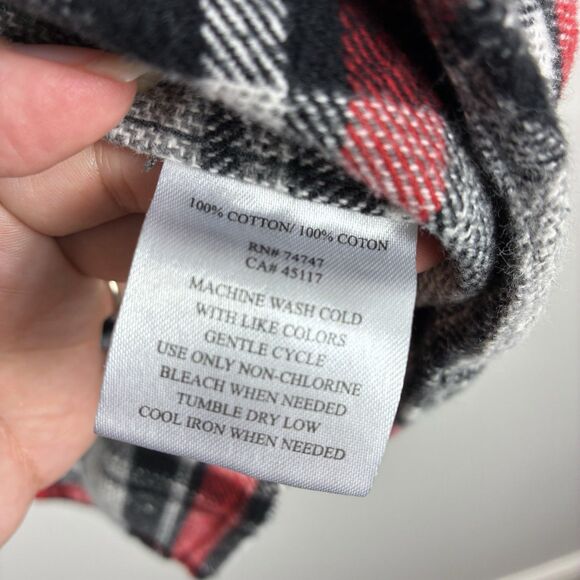 100% COTTON/ 100% COTON
RN# 74747
CA# 45117
MACHINE WASH COLD
WITH LIKE COLORS
GENTLE CYCLE
USE ONLY NON-CHLORINE
BLEACH WHEN NEEDED
TUMBLE DRY LOW
COOL IRON WHEN NEEDED